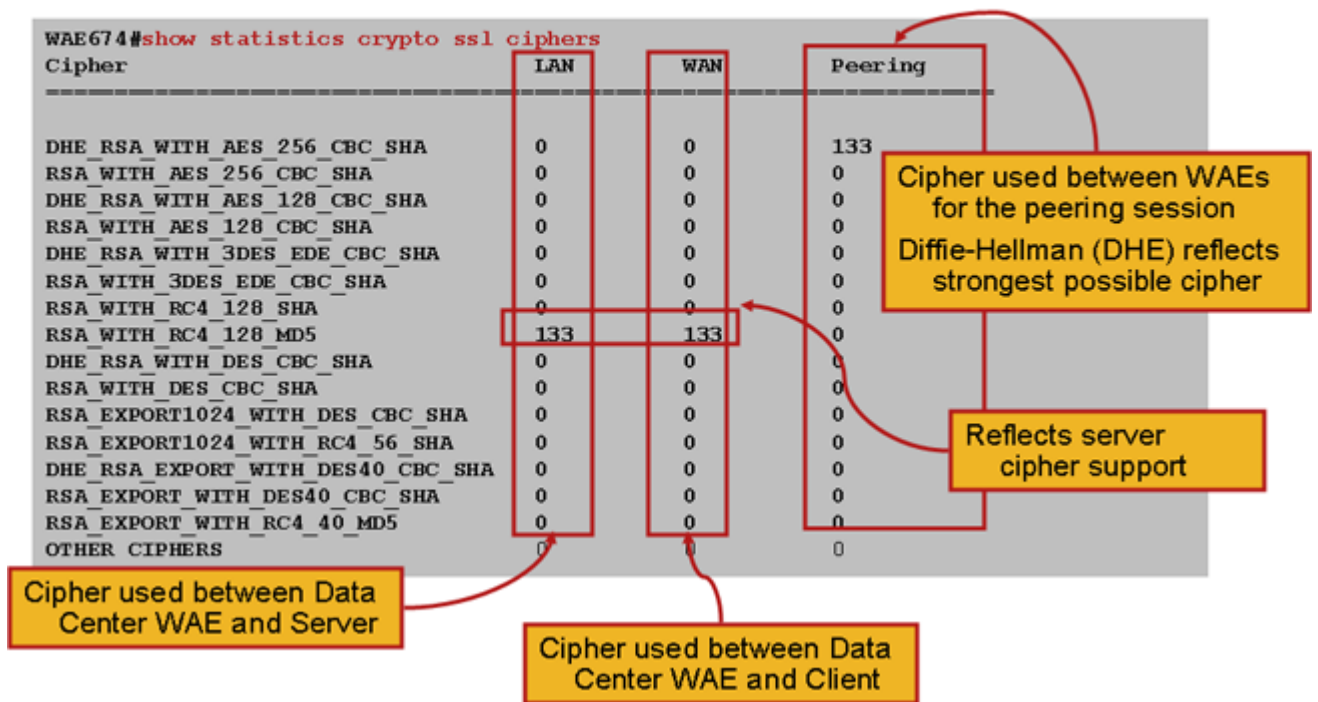 WAE674#show statistics crypto ssl ciphers
Cipher LAN WAN Peering
DHE_RSA_WITH_AES_256_CBC_SHA 0 0 133
RSA_WITH_AES_256_CBC_SHA 0 0 0
DHE_RSA_WITH_AES_128_CBC_SHA 0 0 0
RSA_WITH_AES_128_CBC_SHA 0 0 0
DHE_RSA_WITH_3DES_EDE_CBC_SHA 0 0 0
RSA_WITH_3DES_EDE_CBC_SHA 0 0 0
RSA_WITH_RC4_128_SHA 0 0 0
RSA_WITH_RC4_128_MD5 133 133 0
DHE_RSA_WITH_DES_CBC_SHA 0 0 0
RSA_WITH_DES_CBC_SHA 0 0 0
RSA_EXPORT1024_WITH_DES_CBC_SHA 0 0 0
RSA_EXPORT1024_WITH_RC4_56_SHA 0 0 0
DHE_RSA_EXPORT_WITH_DES40_CBC_SHA 0 0 0
RSA_EXPORT_WITH_DES40_CBC_SHA 0 0 0
RSA_EXPORT_WITH_RC4_40_MD5 0 0 0
OTHER CIPHERS 0 0 0
Cipher used between WAEs
for the peering session
Diffie-Hellman (DHE) reflects
strongest possible cipher
Reflects server
cipher support
Cipher used between Data
Center WAE and Server
Cipher used between Data
Center WAE and Client